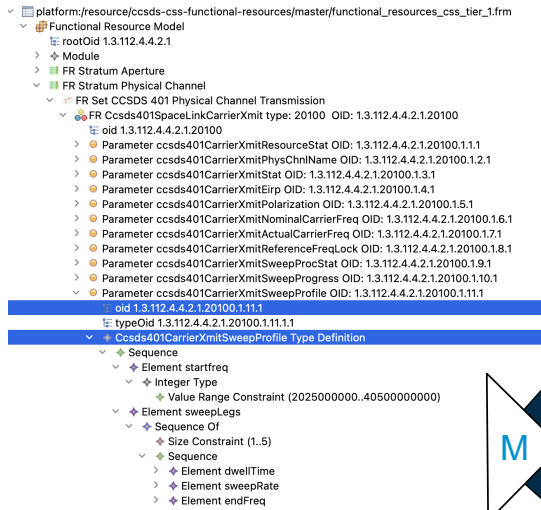 platform:/resource/ccsds-css-functional-resources/master/functional_resources_css_tier_1.frm
Functional Resource Model
rootOid 1.3.112.4.4.2.1
Module
FR Stratum Aperture
FR Stratum Physical Channel
FR Set CCSDS 401 Physical Channel Transmission
FR Ccsds401SpaceLinkCarrierXmit type: 20100 OID: 1.3.112.4.4.2.1.20100
oid 1.3.112.4.4.2.1.20100
Parameter ccsds401CarrierXmitResourceStat OID: 1.3.112.4.4.2.1.20100.1.1.1
Parameter ccsds401CarrierXmitPhysChnlName OID: 1.3.112.4.4.2.1.20100.1.2.1
Parameter ccsds401CarrierXmitStat OID: 1.3.112.4.4.2.1.20100.1.3.1
Parameter ccsds401CarrierXmitEirp OID: 1.3.112.4.4.2.1.20100.1.4.1
Parameter ccsds401CarrierXmitPolarization OID: 1.3.112.4.4.2.1.20100.1.5.1
Parameter ccsds401CarrierXmitNominalCarrierFreq OID: 1.3.112.4.4.2.1.20100.1.6.1
Parameter ccsds401CarrierXmitActualCarrierFreq OID: 1.3.112.4.4.2.1.20100.1.7.1
Parameter ccsds401CarrierXmitReferenceFreqLock OID: 1.3.112.4.4.2.1.20100.1.8.1
Parameter ccsds401CarrierXmitSweepProcStat OID: 1.3.112.4.4.2.1.20100.1.9.1
Parameter ccsds401CarrierXmitSweepProgress OID: 1.3.112.4.4.2.1.20100.1.10.1
Parameter ccsds401CarrierXmitSweepProfile OID: 1.3.112.4.4.2.1.20100.1.11.1
oid 1.3.112.4.4.2.1.20100.1.11.1
typeOid 1.3.112.4.4.2.1.20100.1.11.1.1
Ccsds401CarrierXmitSweepProfile Type Definition
Sequence
Element startfreq
Integer Type
Value Range Constraint (2025000000..40500000000)
Element sweepLegs
Sequence Of
Size Constraint (1..5)
Sequence
Element dwellTime
Element sweepRate
Element endFreq
M